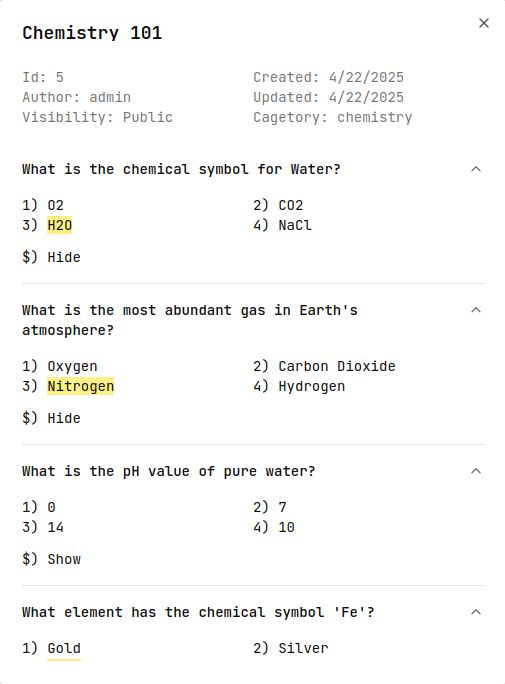 Chemistry 101
Id: 5 Created: 4/22/2025
Author: admin Updated: 4/22/2025
Visibility: Public Cagetory: chemistry
What is the chemical symbol for Water?
1) O2 2) CO2
3) H2O 4) NaCl
$) Hide
What is the most abundant gas in Earth's
atmosphere?
1) Oxygen 2) Carbon Dioxide
3) Nitrogen 4) Hydrogen
$) Hide
What is the pH value of pure water?
1) 0 2) 7
3) 14 4) 10
$) Show
What element has the chemical symbol 'Fe'?
1) Gold 2) Silver